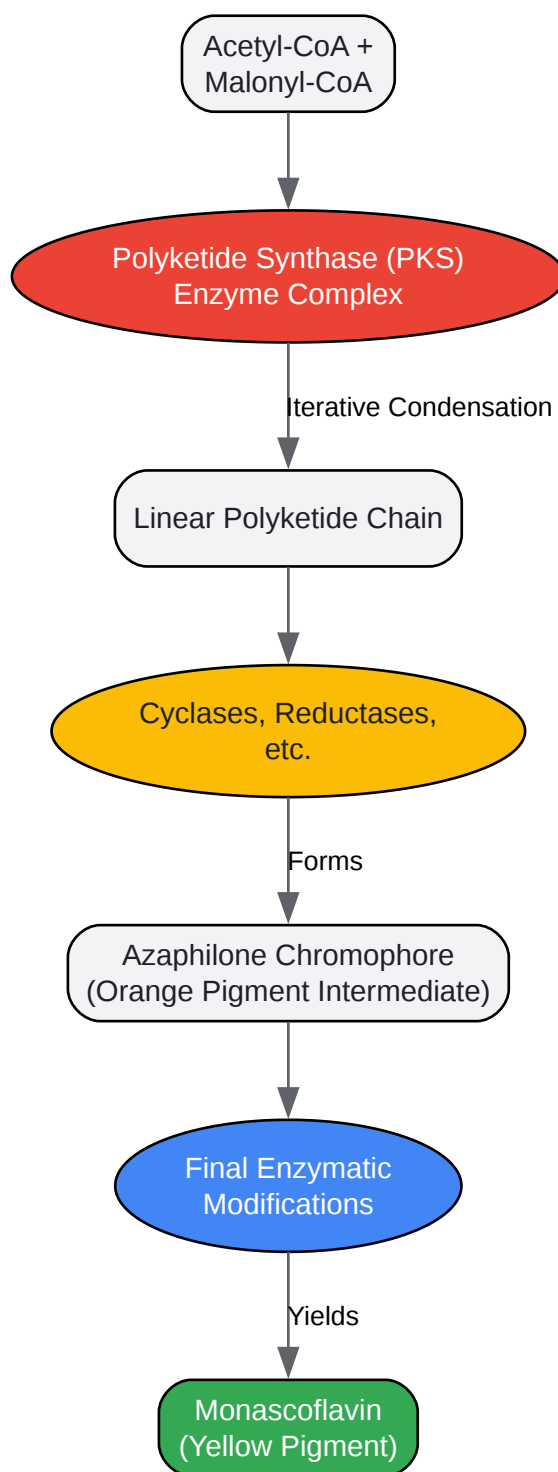 Acetyl-CoA +
Malonyl-CoA
Polyketide Synthase (PKS)
Enzyme Complex
Iterative Condensation
Linear Polyketide Chain
Cyclases, Reductases,
etc.
Forms
Azaphilone Chromophore
(Orange Pigment Intermediate)
Final Enzymatic
Modifications
Yields
Monascoflavin
(Yellow Pigment)